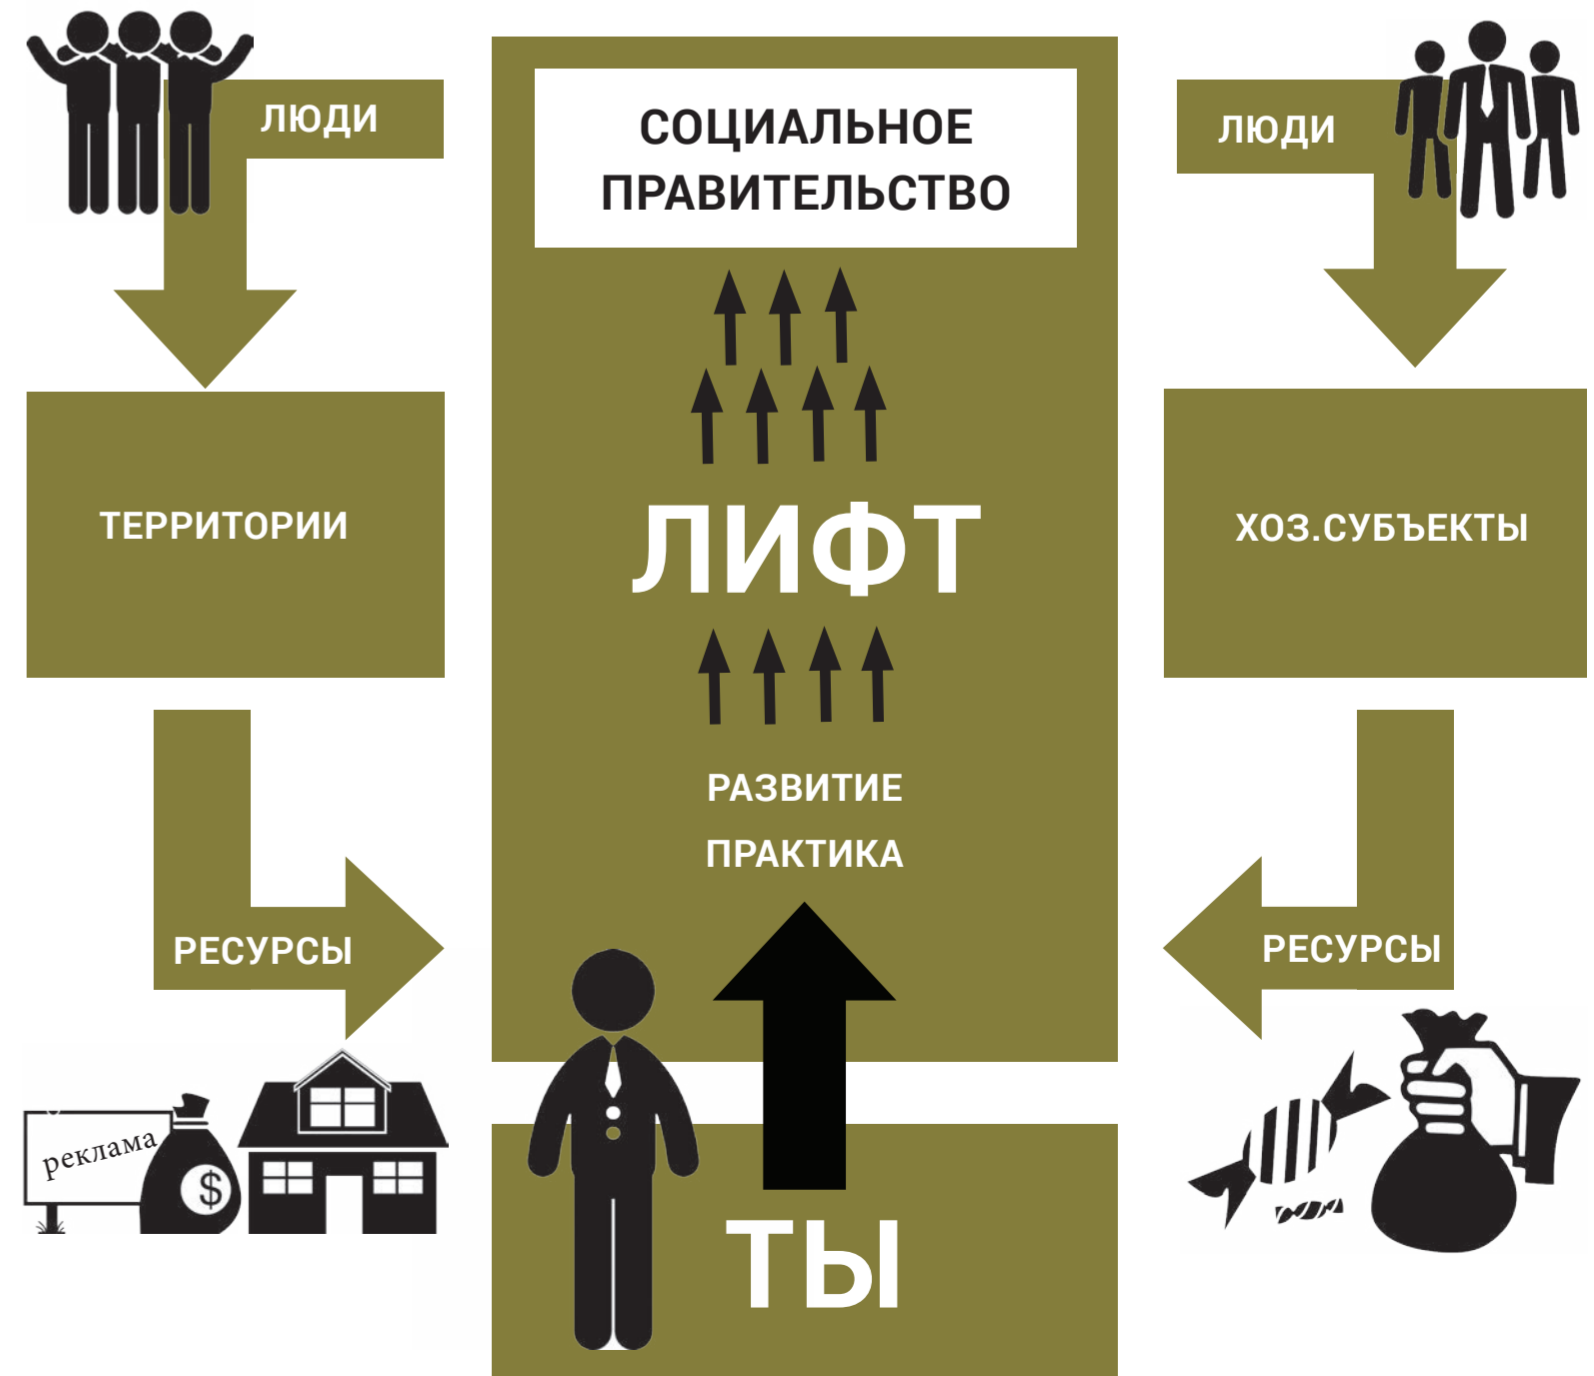 ЛЮДИ
СОЦИАЛЬНОЕ
ПРАВИТЕЛЬСТВО
ЛЮДИ
ТЕРРИТОРИИ
ЛИФТ
ХОЗ.СУБЪЕКТЫ
РАЗВИТИЕ
ПРАКТИКА
РЕСУРСЫ
РЕСУРСЫ
реклама
$
ТЫ